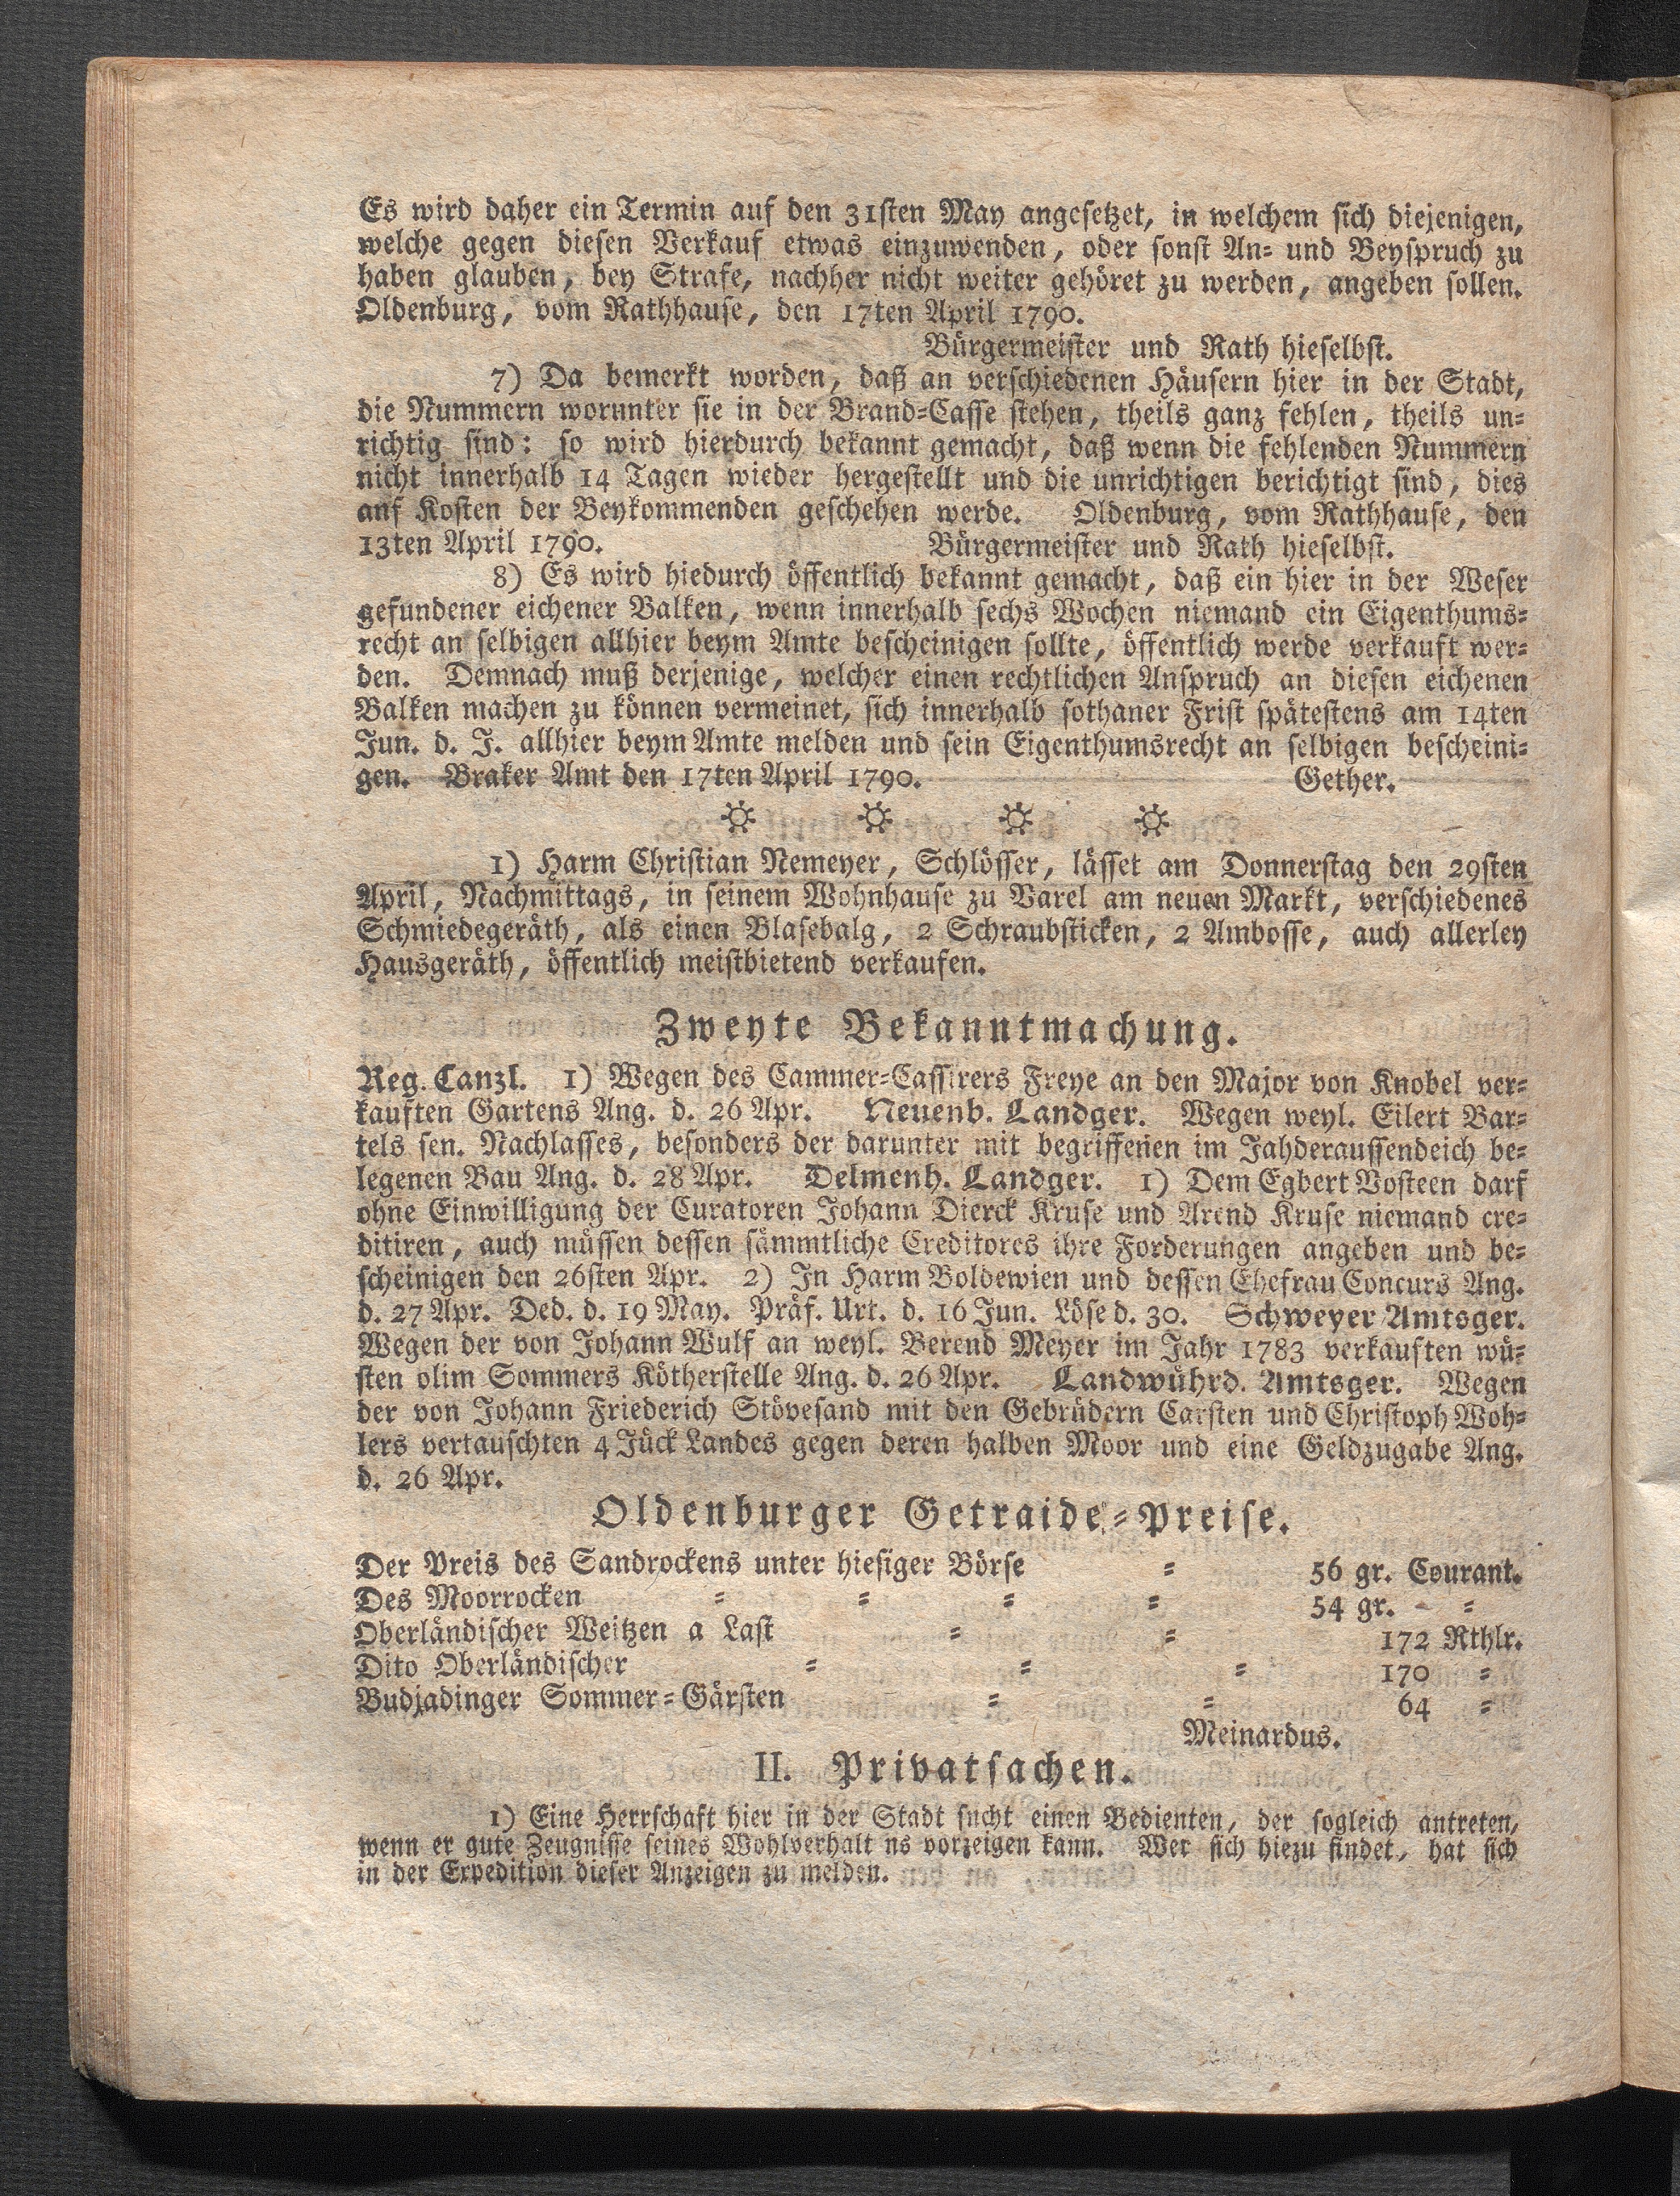 Es wird daher ein Termin auf den 31sten May angesetzet, in welchem sich diejenigen,
welche gegen diesen Verkauf etwas einzuwenden, oder sonst An- und Beyspruch zu
haben glauben, bey Strafe, nachher nicht weiter gehöret zu werden, angeben sollen.
Oldenburg, vom Rathhause, den 17ten April 1790.
Bürgermeister und Rath hieselbst.
7) Da bemerkt worden, daß an verschiedenen Häusern hier in der Stadt,
die Nummern worunter sie in der Brand-Casse stehen, theils ganz fehlen, theils un-
richtig sind: so wird hierdurch bekannt gemacht, daß wenn die fehlenden Nummern
nicht innerhalb 14 Tagen wieder hergestellt und die unrichtigen berichtigt sind, dies
auf Kosten der Beykommenden geschehen werde. Oldenburg, vom Rathhause, den
13ten April 1790. Bürgermeister und Rath hieselbst.
8) Es wird hiedurch öffentlich bekannt gemacht, daß ein hier in der Weser
gefundener eichener Balken, wenn innerhalb sechs Wochen niemand ein Eigenthums-
recht an selbigen allhier beym Amte bescheinigen sollte, öffentlich werde verkauft wer-
den. Demnach muß derjenige, welcher einen rechtlichen Anspruch an diesen eichenen
Balken machen zu können vermeinet, sich innerhalb sothaner Frist spätestens am 14ten
Jun. d. J. allhier beym Amte melden und sein Eigenthumsrecht an selbigen bescheini-
gen. Braker Amt den 17ten April 1790. Gether.
1) Harm Christian Nemeyer, Schlösser, lässet am Donnerstag den 29sten
April, Nachmittags, in seinem Wohnhause zu Varel am neuen Markt, verschiedenes
Schmiedegeräth, als einen Blasebalg, 2 Schraubsticken, 2 Ambosse, auch allerley
Hausgeräth, öffentlich meistbietend verkaufen.
Zweyte Bekanntmachung.
Reg. Canzl. 1) Wegen des Cammer-Cassirers Freye an den Major von Knobel ver-
kauften Gartens Ang. d. 26 Apr. Neuenb. Landger. Wegen weyl. Eilert Bar-
tels sen. Nachlasses, besonders der darunter mit begriffenen im Jahderaussendeich be-
legenen Bau Ang. d. 28 Apr. Delmenh. Landger. 1) Dem Egbert Vosteen darf
ohne Einwilligung der Curatoren Johann Dierck Kruse und Arend Kruse niemand cre-
ditiren, auch müssen dessen sämmtliche Creditores ihre Forderungen angeben und be-
scheinigen den 26sten Apr. 2) In Harm Boldewien und dessen Ehefrau Concurs Ang.
d. 27 Apr. Ded. d. 19 May. Präf. Urt. d. 16 Jun. Löse d. 30. Schweyer Amtsger.
Wegen der von Johann Wulf an weyl. Berend Meyer im Jahr 1783 verkauften wü-
sten olim Sommers Kötherstelle Ang. d. 26 Apr. Landwührd. Amtsger. Wegen
der von Johann Friederich Stövesand mit den Gebrüdern Carsten und Christoph Woh-
lers vertauschten 4 Jück Landes gegen deren halben Moor und eine Geldzugabe Ang.
d. 26 Apr.
Oldenburger Getraide-Preise.
Der Preis des Sandrockens unter hiesiger Börse - 56 gr. Courant.
Des Moorrocken - - - - 54 gr. - -
Oberländischer Weitzen a Last - - 172 Rthlr.
Dito Oberländischer - - - 170 -
Budjadinger Sommer-Gärsten - - 64 -
Meinardus.
II. Privatsachen.
1) Eine Herrschaft hier in der Stadt sucht einen Bedienten, der sogleich antreten,
wenn er gute Zeugnisse seines Wohlverhalt ns vorzeigen kann. Wer sich hiezu findet, hat sich
in der Expedition dieser Anzeigen zu melden.